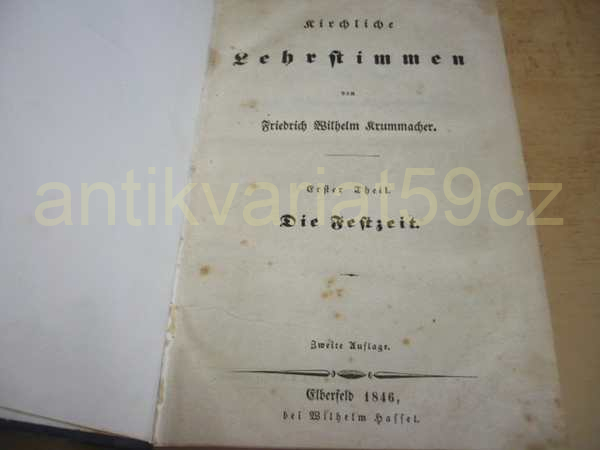 Kirchliche
Lehrstimmen
von
Friedrich Wilhelm Krummacher.
Erster Theil.
antikvariat59cz
Die Festzeit.
Zweite Auflage.
Elberfeld 1846,
bei Wilhelm Hassel.